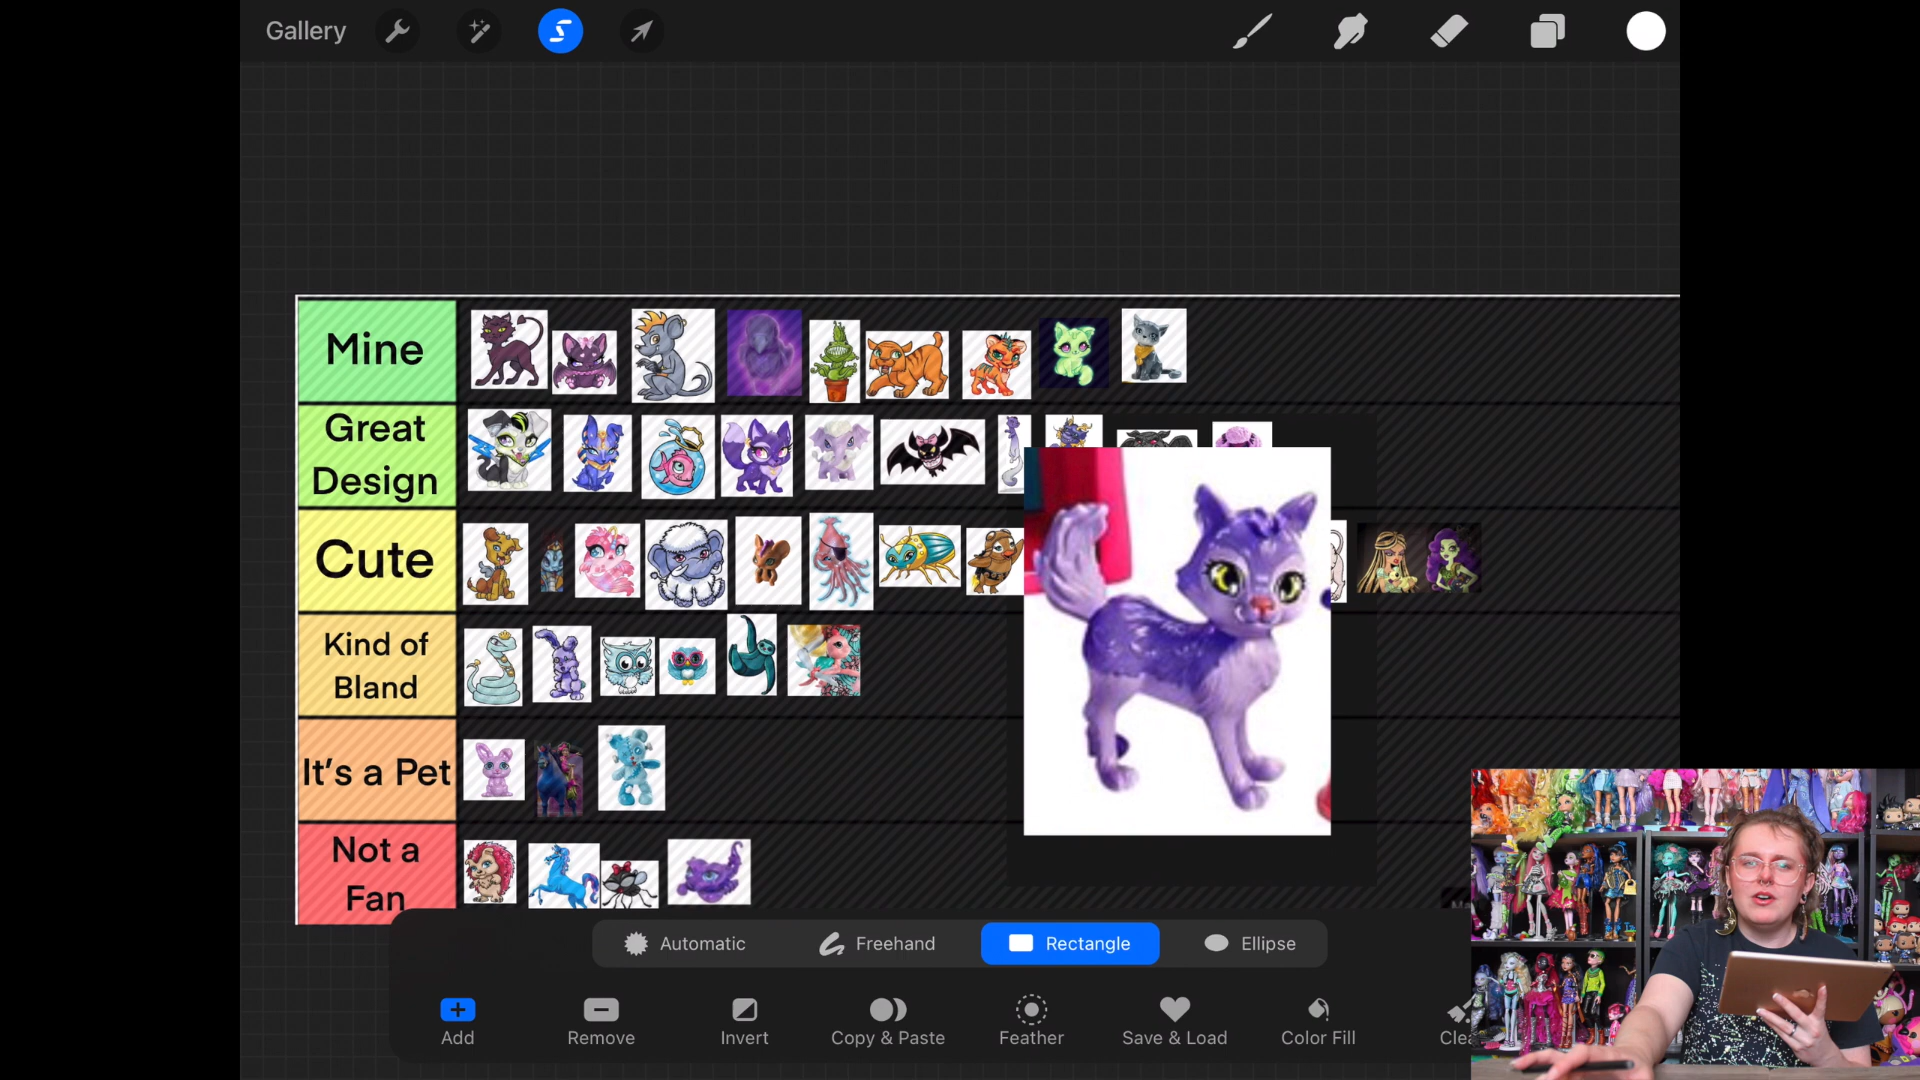 Gallery
Mine
Great
Design
Cute
Kind of
Bland
It's a Pet
Not a
Fan
Automatic
Freehand
Rectangle
Ellipse
Add
Remove
Invert
Copy & Paste
Feather
Save & Load
Color Fill
Clea